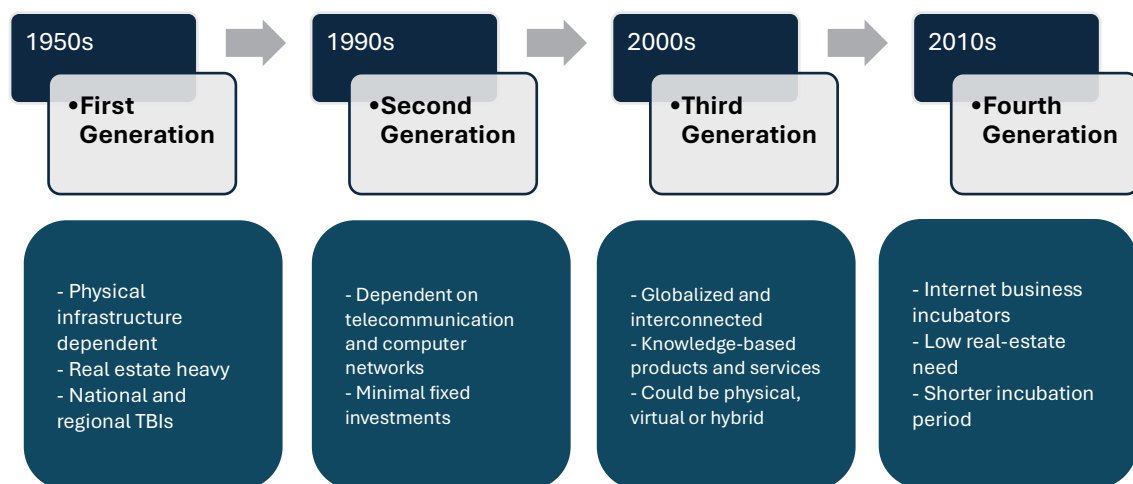 1950s
•First
Generation
1990s
•Second
Generation
2000s
•Third
Generation
2010s
•Fourth
Generation
- Physical
infrastructure
dependent
- Real estate heavy
- National and
regional TBIs
- Dependent on
telecommunication
and computer
networks
- Minimal fixed
investments
- Globalized and
interconnected
- Knowledge-based
products and services
- Could be physical,
virtual or hybrid
- Internet business
incubators
- Low real-estate
need
- Shorter incubation
period